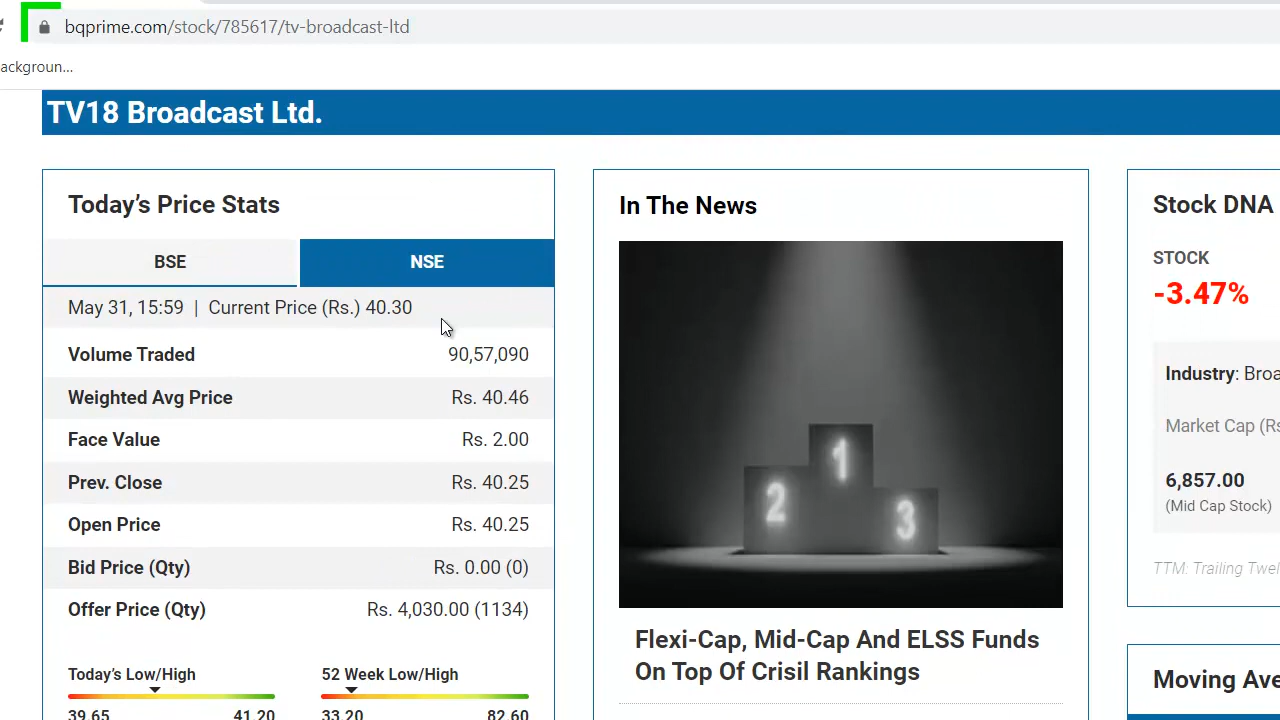 bqprime.com/stock/785617/tv-broadcast-ltd
ackgroun...
TV18 Broadcast Ltd.
Today's Price Stats
BSE
NSE
May 31, 15:59 | Current Price (Rs.) 40.30
Volume Traded 90,57,090
Weighted Avg Price Rs. 40.46
Face Value Rs. 2.00
Prev. Close Rs. 40.25
Open Price Rs. 40.25
Bid Price (Qty) Rs. 0.00 (0)
Offer Price (Qty) Rs. 4,030.00 (1134)
Today's Low/High
39.65 41.20
52 Week Low/High
33.20 82.60
In The News
2 1 3
Flexi-Cap, Mid-Cap And ELSS Funds
On Top Of Crisil Rankings
Stock DNA
STOCK
-3.47%
Industry: Broa
Market Cap (Rs
6,857.00
(Mid Cap Stock)
TTM: Trailing Twel
Moving Ave